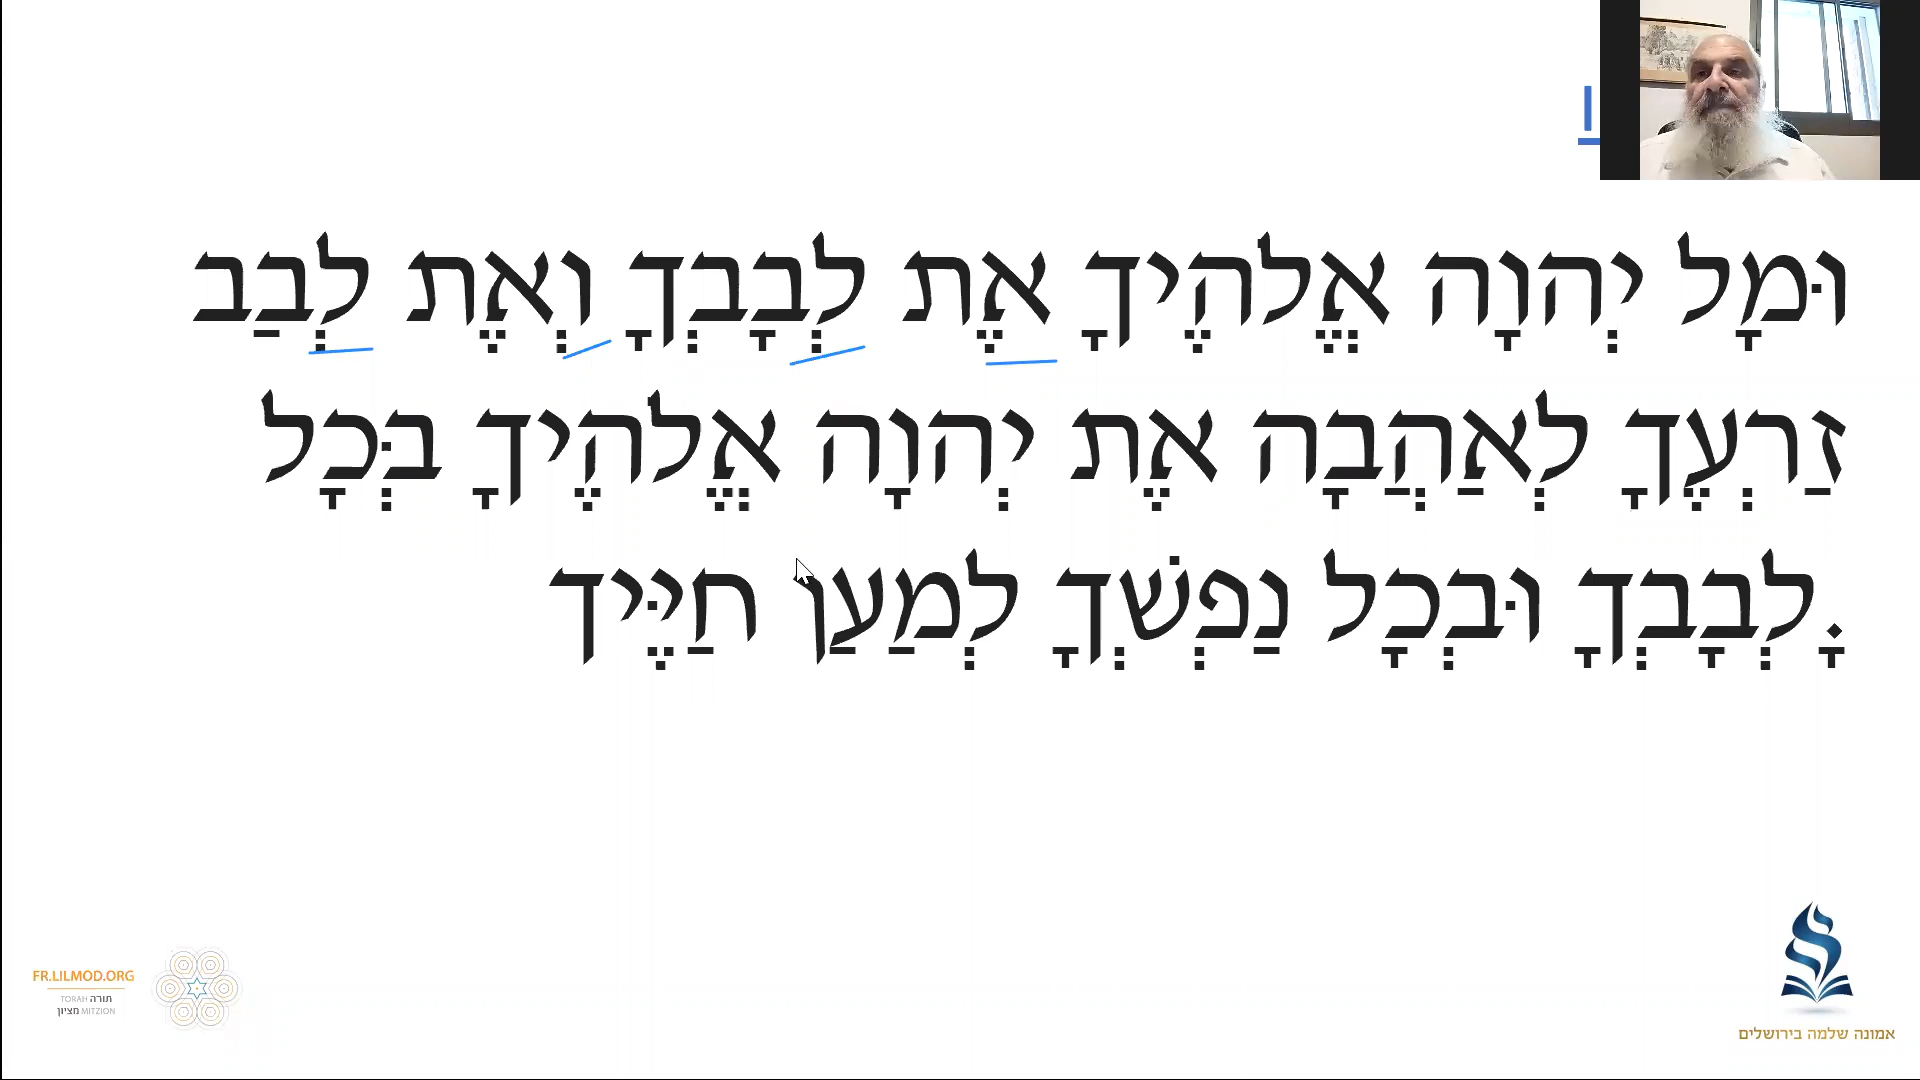 וּמָל יְהוָה אֱלֹהֶיךָ אֶת לְבָבְךָ וְאֶת לְבַב
זַרְעֶךָ לְאַהֲבָה אֶת יְהוָה אֱלֹהֶיךָ בְּכָל
לְבָבְךָ וּבְכָל נַפְשְׁךָ לְמַעַן חַיֶּיךָ.
FR.LILMOD.ORG
TORAH תורה
מציון MITZION
אמונה שלמה בירושלים